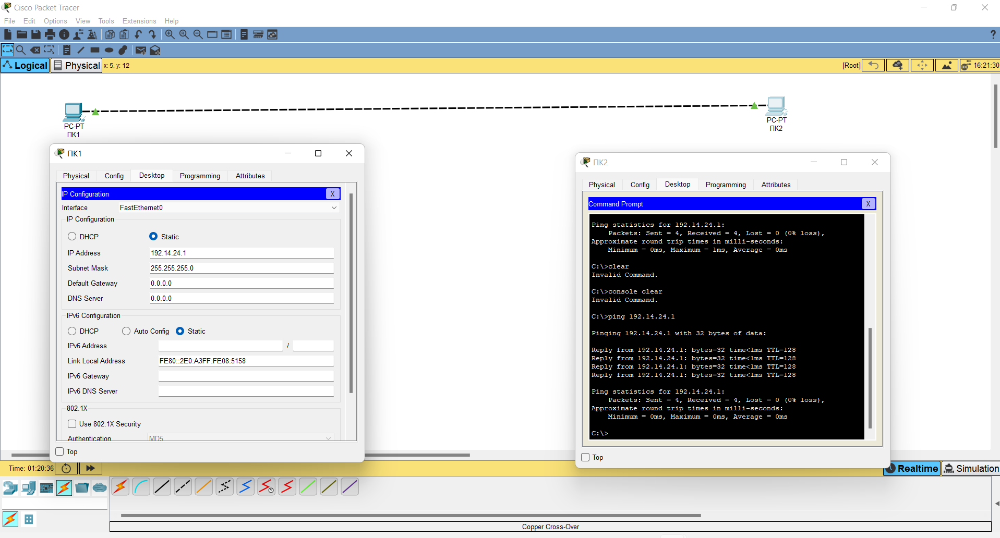 Cisco Packet Tracer
File Edit Options View Tools Extensions Help
?
Logical Physical x: 5, y: 12 [Root] 16:21:30
PC-PT
ПК1
PC-PT
ПК2
ПК1
Physical Config Desktop Programming Attributes
IP Configuration X
Interface FastEthernet0
IP Configuration
DHCP Static
IP Address 192.14.24.1
Subnet Mask 255.255.255.0
Default Gateway 0.0.0.0
DNS Server 0.0.0.0
IPv6 Configuration
DHCP Auto Config Static
IPv6 Address /
Link Local Address FE80::2E0:A3FF:FE08:5158
IPv6 Gateway
IPv6 DNS Server
802.1X
Use 802.1X Security
Authentication MD5
Top
ПК2
Physical Config Desktop Programming Attributes
Command Prompt X
Ping statistics for 192.14.24.1:
Packets: Sent = 4, Received = 4, Lost = 0 (0% loss),
Approximate round trip times in milli-seconds:
Minimum = 0ms, Maximum = 1ms, Average = 0ms
C:\>clear
Invalid Command.
C:\>console clear
Invalid Command.
C:\>ping 192.14.24.1
Pinging 192.14.24.1 with 32 bytes of data:
Reply from 192.14.24.1: bytes=32 time<1ms TTL=128
Reply from 192.14.24.1: bytes=32 time<1ms TTL=128
Reply from 192.14.24.1: bytes=32 time<1ms TTL=128
Reply from 192.14.24.1: bytes=32 time<1ms TTL=128
Ping statistics for 192.14.24.1:
Packets: Sent = 4, Received = 4, Lost = 0 (0% loss),
Approximate round trip times in milli-seconds:
Minimum = 0ms, Maximum = 0ms, Average = 0ms
C:\>
Top
Time: 01:20:36 Realtime Simulation
Copper Cross-Over